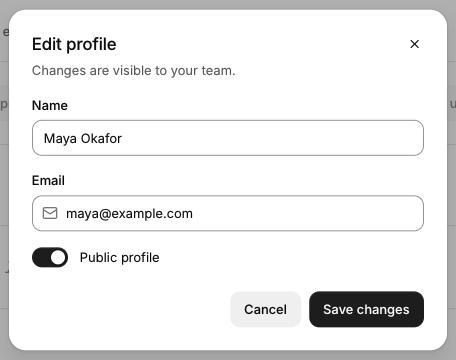 Edit profile
Changes are visible to your team.
Name
Maya Okafor
Email
maya@example.com
Public profile
Cancel
Save changes